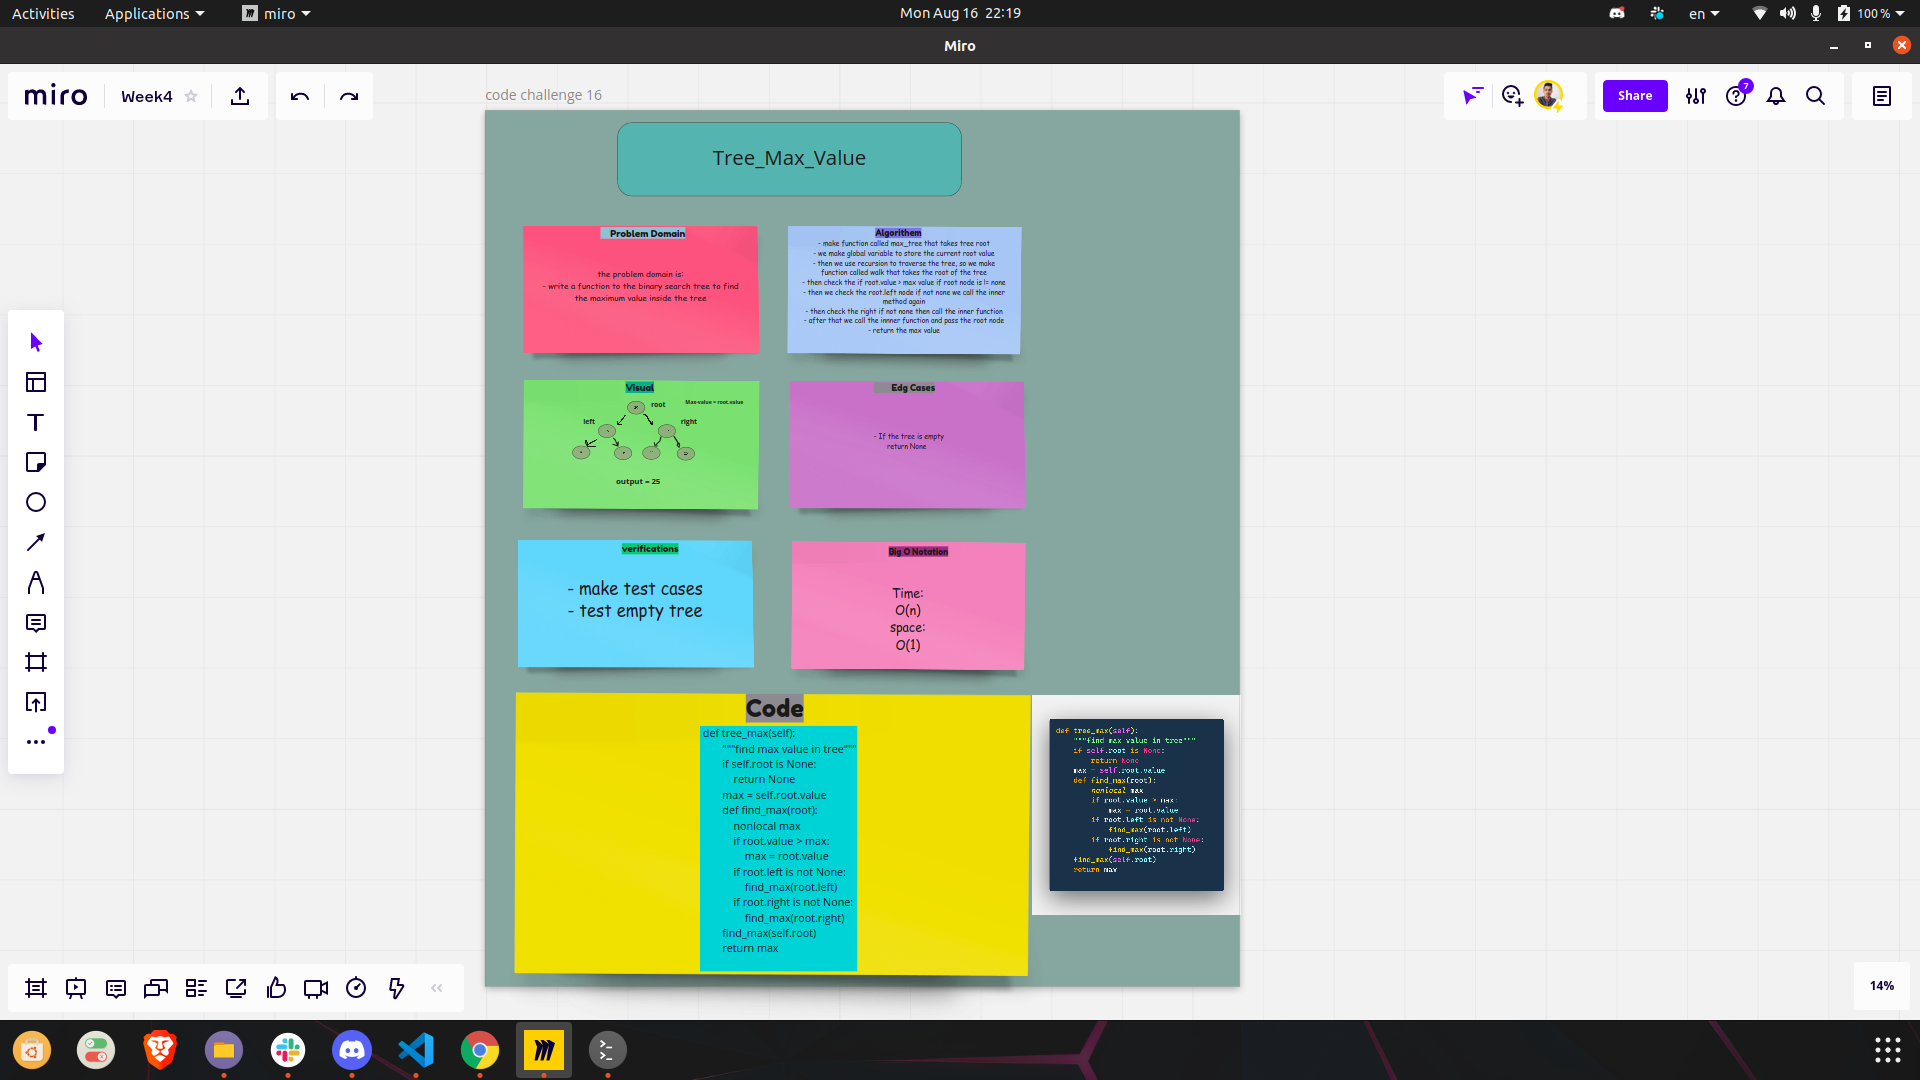 Activities
Applications
miro
Mon Aug 16 22:19
en
100 %
Miro
miro
Week4
Share
7
code challenge 16
Tree_Max_Value
Problem Domain
the problem domain is:
- write a function to the binary search tree to find
the maximum value inside the tree
Algorithem
- make function called max_tree that takes tree root
- we make global variable to store the current root value
- then we use recursion to traverse the tree, so we make
function called walk that takes the root of the tree
- then check the if root.value > max value if root node is != none
- then we check the root.left node if not none we call the inner
method again
- then check the right if not none then call the inner function
- after that we call the innner function and pass the root node
- return the max value
Visual
root
Max-value = root.value
left
right
output = 25
Edg Cases
- If the tree is empty
return None
verifications
- make test cases
- test empty tree
Big O Notation
Time:
O(n)
space:
O(1)
Code
def tree_max(self):
"""find max value in tree"""
if self.root is None:
return None
max = self.root.value
def find_max(root):
nonlocal max
if root.value > max:
max = root.value
if root.left is not None:
find_max(root.left)
if root.right is not None:
find_max(root.right)
find_max(self.root)
return max
def tree_max(self):
"""find max value in tree"""
if self.root is None:
return None
max = self.root.value
def find_max(root):
nonlocal max
if root.value > max:
max = root.value
if root.left is not None:
find_max(root.left)
if root.right is not None:
find_max(root.right)
find_max(self.root)
return max
14%